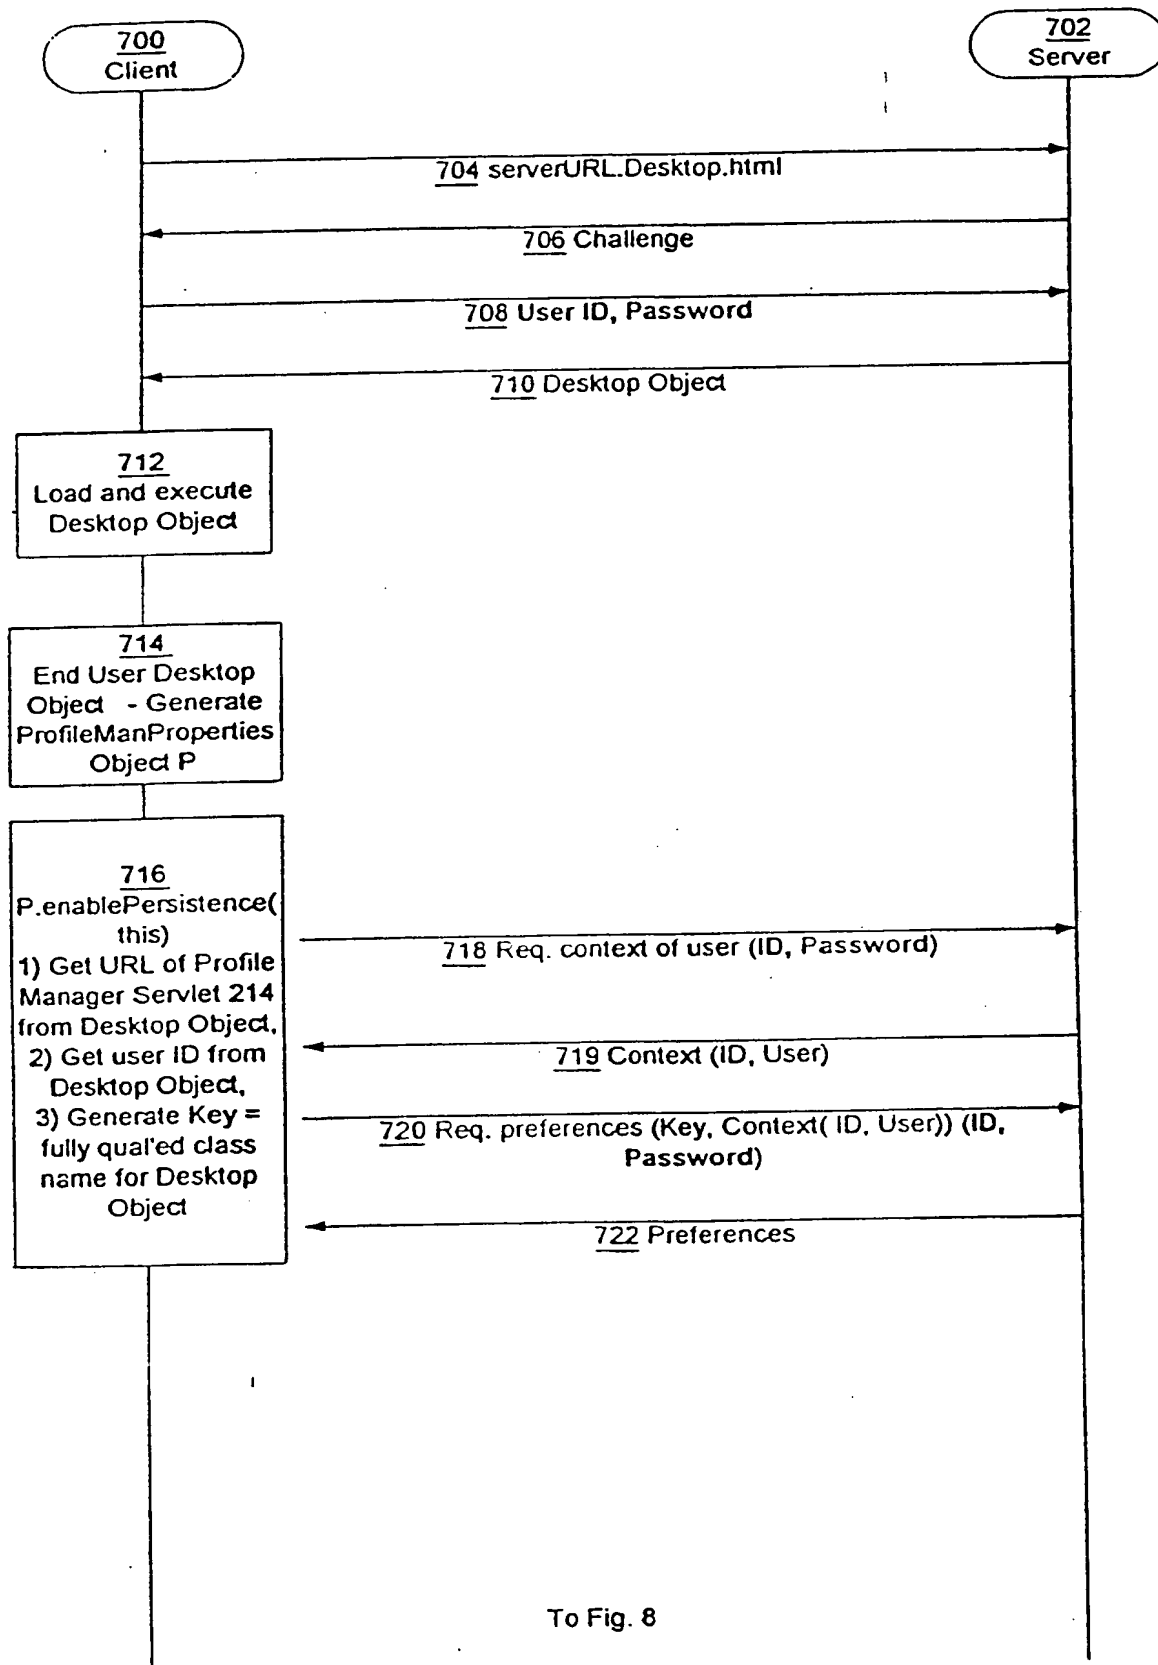 700
Client
702
Server
704 serverURL.Desktop.html
706 Challenge
708 User ID, Password
710 Desktop Object
712
Load and execute
Desktop Object
714
End User Desktop
Object - Generate
ProfileManProperties
Object P
716
P.enablePersistence(
this)
1) Get URL of Profile
Manager Servlet 214
from Desktop Object,
2) Get user ID from
Desktop Object,
3) Generate Key =
fully qual'ed class
name for Desktop
Object
718 Req. context of user (ID, Password)
719 Context (ID, User)
720 Req. preferences (Key, Context( ID, User)) (ID,
Password)
722 Preferences
To Fig. 8